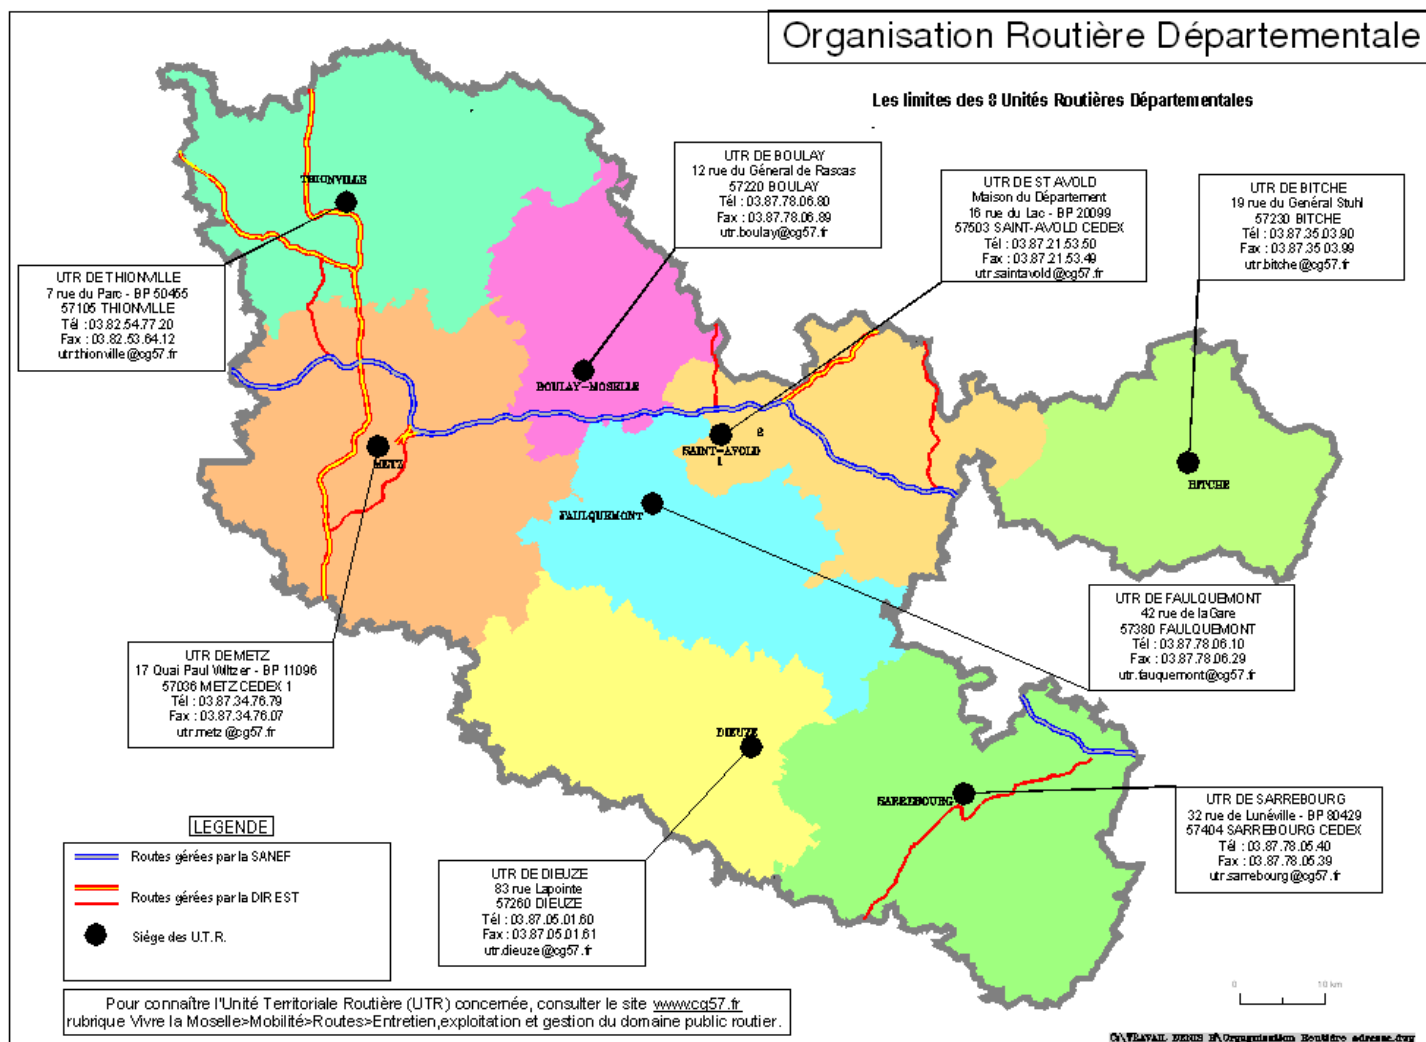 Organisation Routière Départementale
Les limites des 8 Unités Routières Départementales
UTR DE BOULAY
12 rue du Géneral de Rascas
57220 BOULAY
Tél : 03.87.78.06.80
Fax : 03.87.78.06.89
utr.boulay@cg57.fr
UTR DE ST AVOLD
Maison du Département
16 rue du Lac - BP 20099
57503 SAINT-AVOLD CEDEX
Tél : 03.87.21.53.50
Fax : 03.87.21.53.49
utr.saintavold@cg57.fr
UTR DE BITCHE
19 rue du Genéral Stuhl
57230 BITCHE
Tél : 03.87.35.03.90
Fax : 03.87.35.03.99
utr.bitche@cg57.fr
THIONVILLE
UTR DE THIONVILLE
7 rue du Parc - BP 50455
57105 THIONVILLE
Tél : 03.82.54.77.20
Fax : 03.82.53.64.12
utr.thionville@cg57.fr
BOULAY-MOSELLE
2
SAINT-AVOLD
1
METZ
BITCHE
FAULQUEMONT
UTR DE FAULQUEMONT
42 rue de la Gare
57380 FAULQUEMONT
Tél : 03.87.78.06.10
Fax : 03.87.78.06.29
utr.fauquemont@cg57.fr
UTR DE METZ
17 Quai Paul Wiltzer - BP 11096
57036 METZ CEDEX 1
Tél : 03.87.34.76.79
Fax : 03.87.34.76.07
utr.metz@cg57.fr
DIEUZE
SARREBOURG
UTR DE SARREBOURG
32 rue de Lunéville - BP 80429
57404 SARREBOURG CEDEX
Tél : 03.87.78.05.40
Fax : 03.87.78.05.39
utr.sarrebourg@cg57.fr
LEGENDE
Routes gérées par la SANEF
Routes gérées par la DIR EST
Siége des U.T.R.
UTR DE DIEUZE
83 rue Lapointe
57260 DIEUZE
Tél : 03.87.05.01.60
Fax : 03.87.05.01.61
utr.dieuze@cg57.fr
0 10 km
Pour connaître l'Unité Territoriale Routière (UTR) concernée, consulter le site www.cg57.fr
rubrique Vivre la Moselle>Mobilité>Routes>Entretien,exploitation et gestion du domaine public routier.